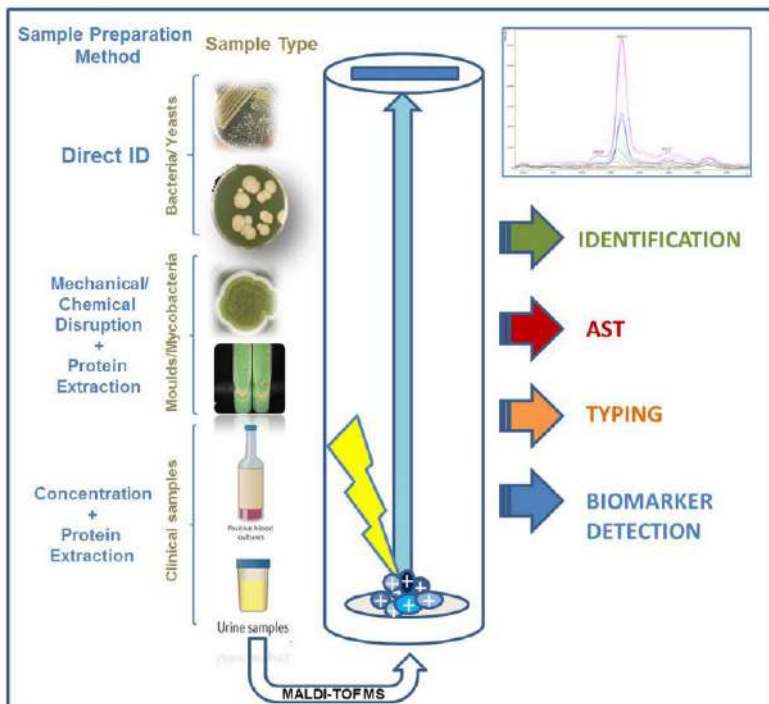 Sample Preparation
Method
Sample Type
Direct ID
Bacteria/ Yeasts
Mechanical/
Chemical
Disruption
+
Protein
Extraction
Moulds/Mycobacteria
Concentration
+
Protein
Extraction
Clinical samples
Positive blood
cultures
Urine samples
MALDI-TOF MS
+ + + + + + +
IDENTIFICATION
AST
TYPING
BIOMARKER
DETECTION